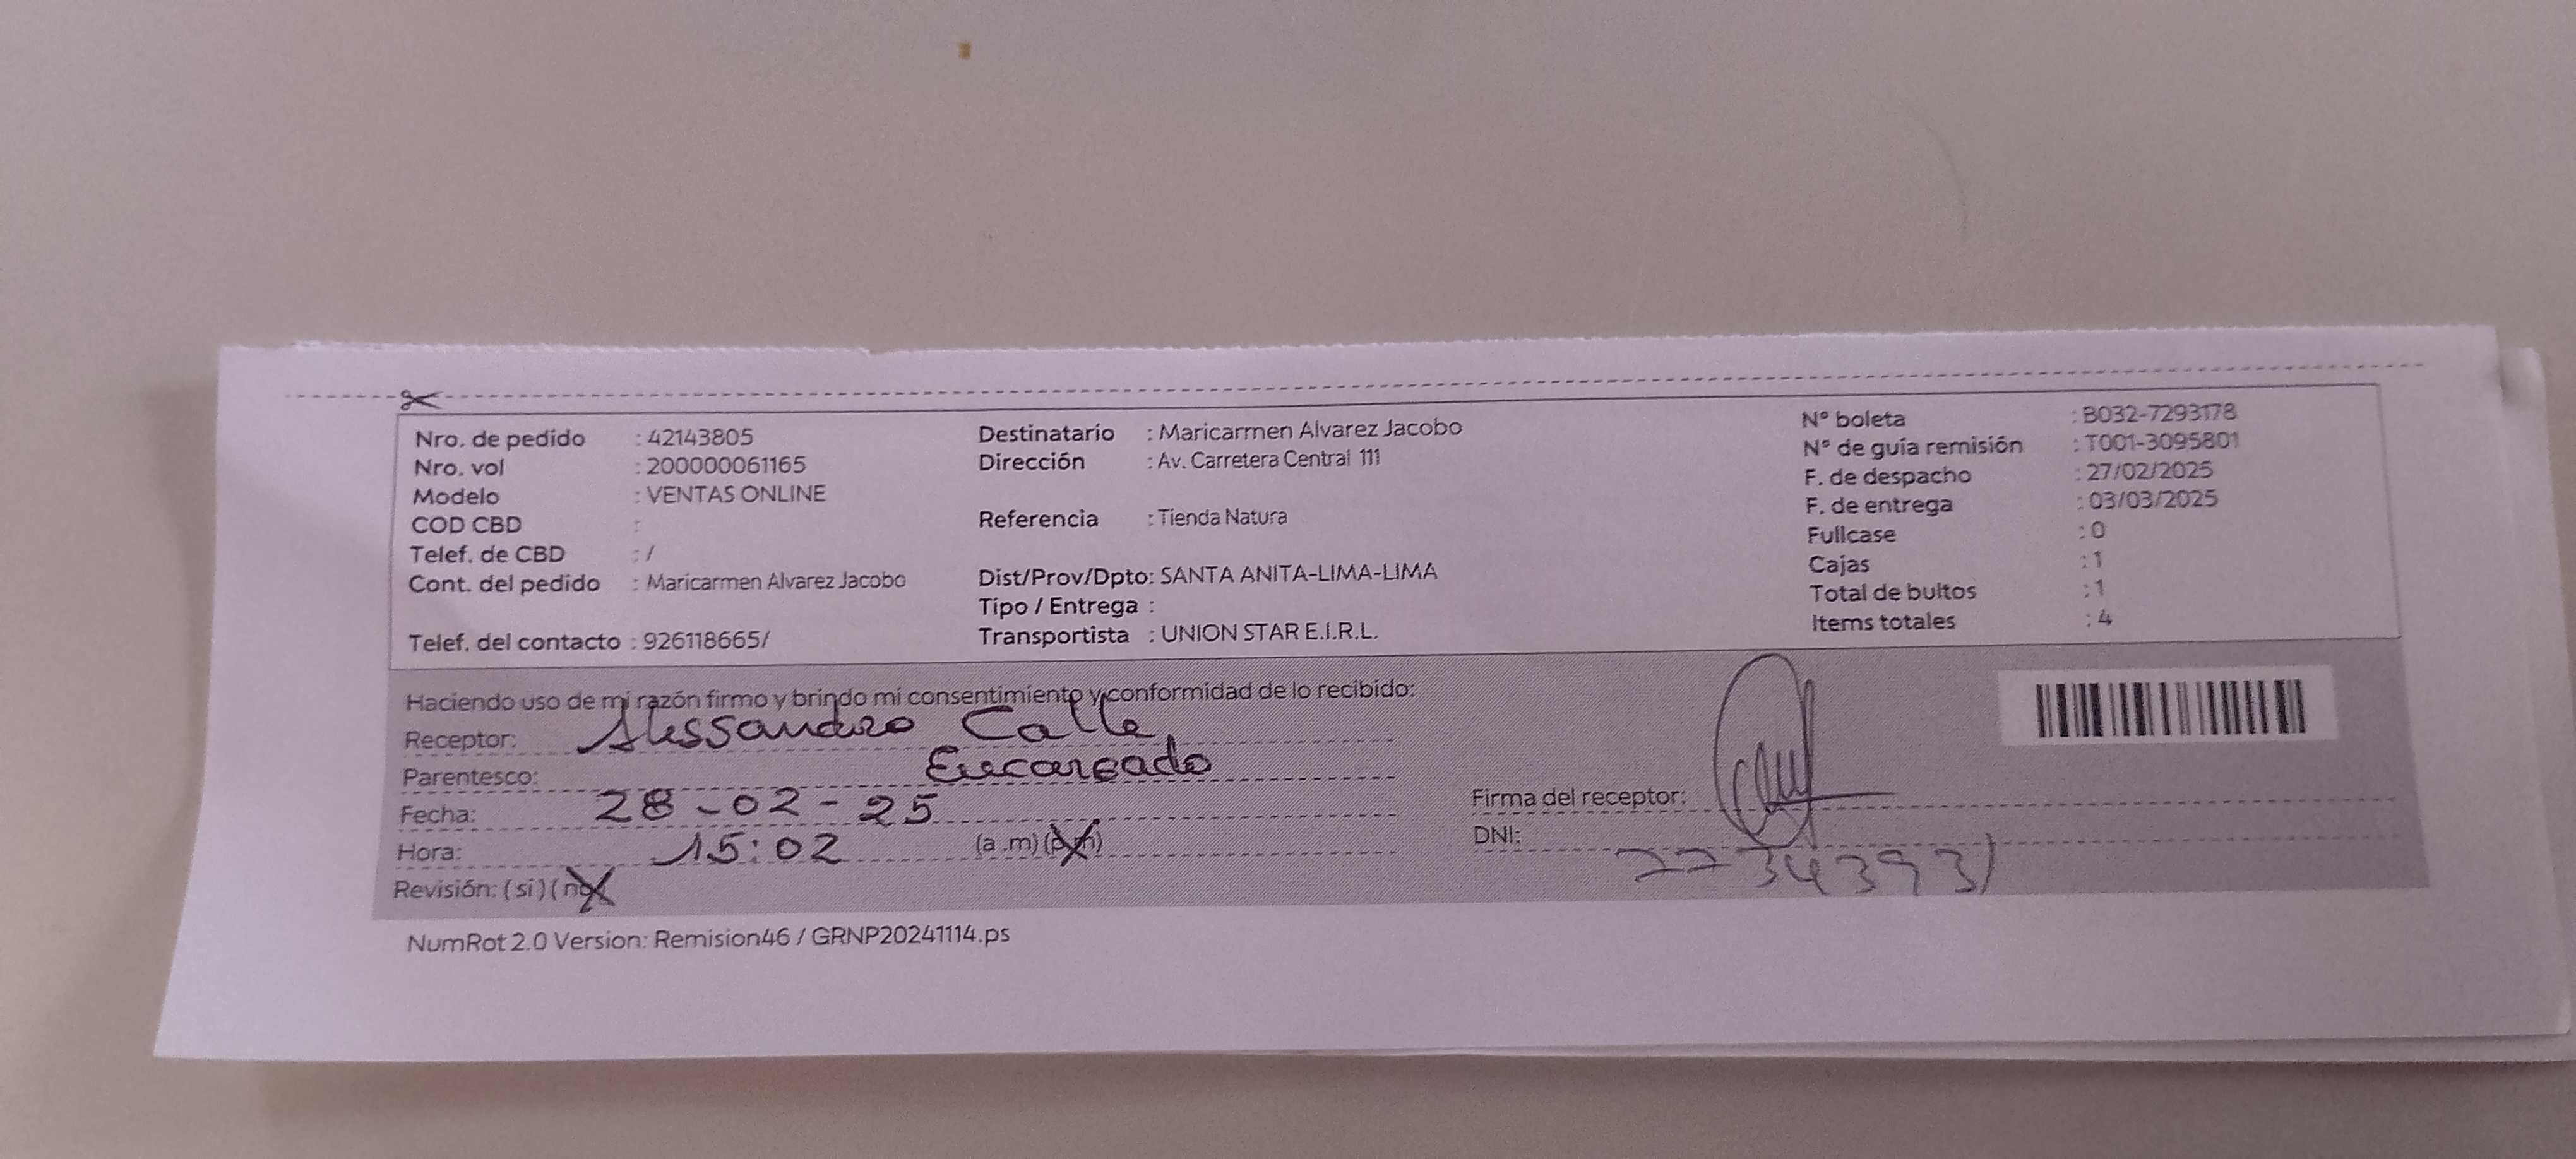 Nro. de pedido : 42143805
Nro. vol : 200000061165
Modelo : VENTAS ONLINE
COD CBD :
Telef. de CBD : /
Cont. del pedido : Maricarmen Alvarez Jacobo
Telef. del contacto : 926118665/
Destinatario : Maricarmen Alvarez Jacobo
Dirección : Av. Carretera Central 111
Referencia : Tienda Natura
Dist/Prov/Dpto: SANTA ANITA-LIMA-LIMA
Tipo / Entrega :
Transportista : UNION STAR E.I.R.L.
N° boleta : B032-7293178
N° de guía remisión : T001-3095801
F. de despacho : 27/02/2025
F. de entrega : 03/03/2025
Fullcase : 0
Cajas : 1
Total de bultos : 1
Items totales : 4
Haciendo uso de mi razón firmo y brindo mi consentimiento y conformidad de lo recibido:
Receptor: Alessandro Calle
Parentesco: Encargado
Fecha: 28-02-25
Hora: 15:02 (a .m) (p.m)
Revisión: (si) (no)
Firma del receptor:
DNI: 77343931
NumRot 2.0 Version: Remision46 / GRNP20241114.ps